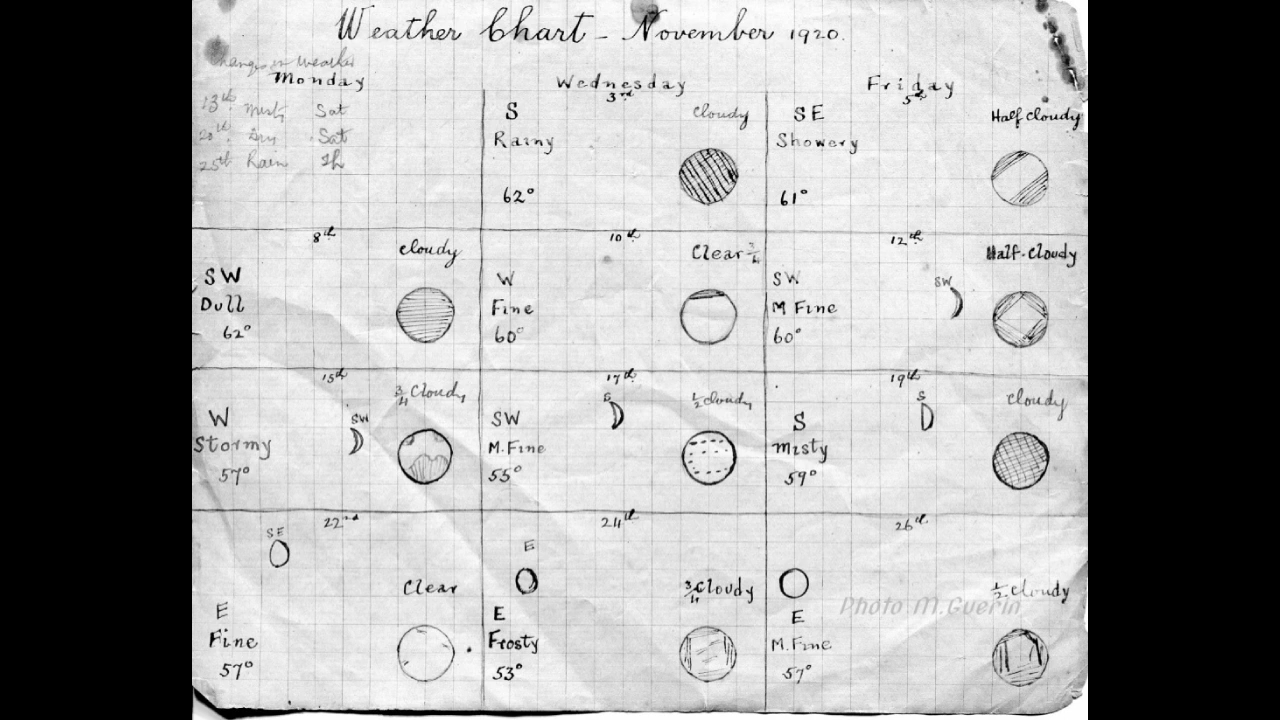 Weather Chart - November 1920.
Changes in Weather
Monday
13th Misty Sat
20th Dry Sat
25th Rain Th
Wednesday
3rd
S
cloudy
Rainy
62°
Friday
5th
SE
Half cloudy
Showery
61°
8th
cloudy
SW
Dull
62°
10th
Clear 3/4
W
Fine
60°
12th
Half-cloudy
SW
SW
M Fine
60°
15th
3/4 Cloudy
W
SW
Stormy
57°
17th
S
1/2 cloudy
SW
M.Fine
55°
19th
S
cloudy
S
Misty
59°
22nd
SE
Clear
E
Fine
57°
24th
E
3/4 Cloudy
E
Frosty
53°
26th
1/2 Cloudy
Photo M.Guerin
E
M.Fine
57°